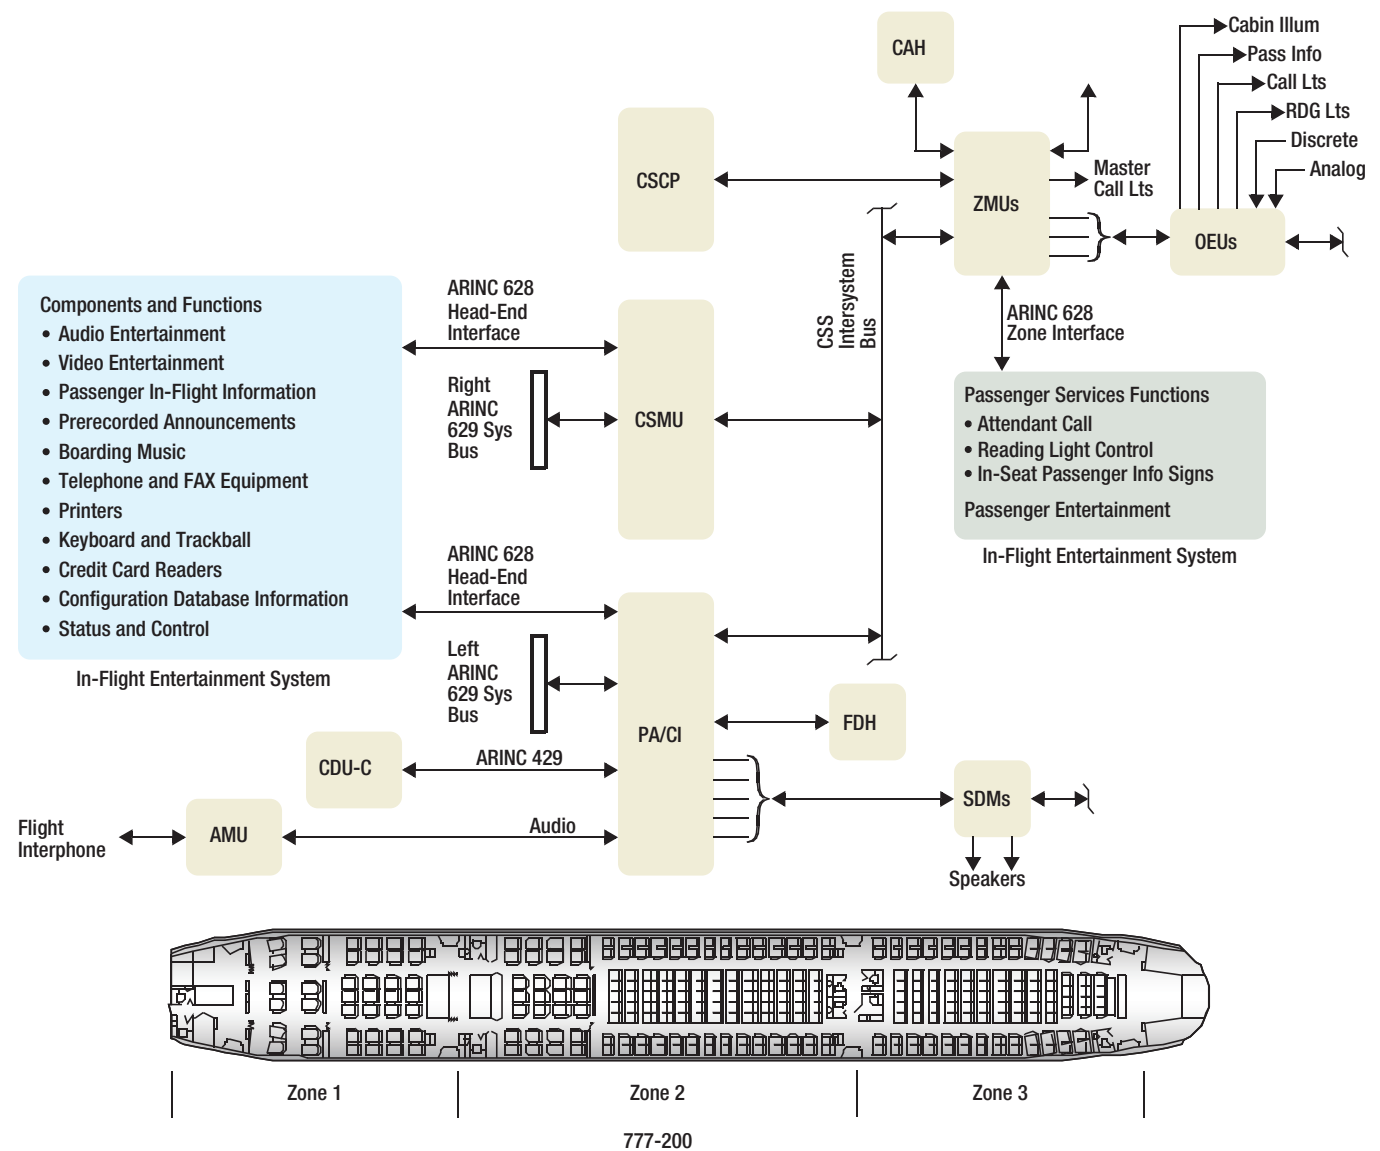 CAH
Cabin Illum
Pass Info
Call Lts
RDG Lts
Discrete
Analog
CSCP
ZMUs
Master
Call Lts
OEUs
CSS
Intersystem
Bus
ARINC 628
Zone Interface
Components and Functions
• Audio Entertainment
• Video Entertainment
• Passenger In-Flight Information
• Prerecorded Announcements
• Boarding Music
• Telephone and FAX Equipment
• Printers
• Keyboard and Trackball
• Credit Card Readers
• Configuration Database Information
• Status and Control
In-Flight Entertainment System
ARINC 628
Head-End
Interface
Right
ARINC
629 Sys
Bus
CSMU
Passenger Services Functions
• Attendant Call
• Reading Light Control
• In-Seat Passenger Info Signs
Passenger Entertainment
In-Flight Entertainment System
ARINC 628
Head-End
Interface
Left
ARINC
629 Sys
Bus
PA/CI
FDH
CDU-C
ARINC 429
SDMs
Speakers
Flight
Interphone
AMU
Audio
Zone 1
Zone 2
Zone 3
777-200